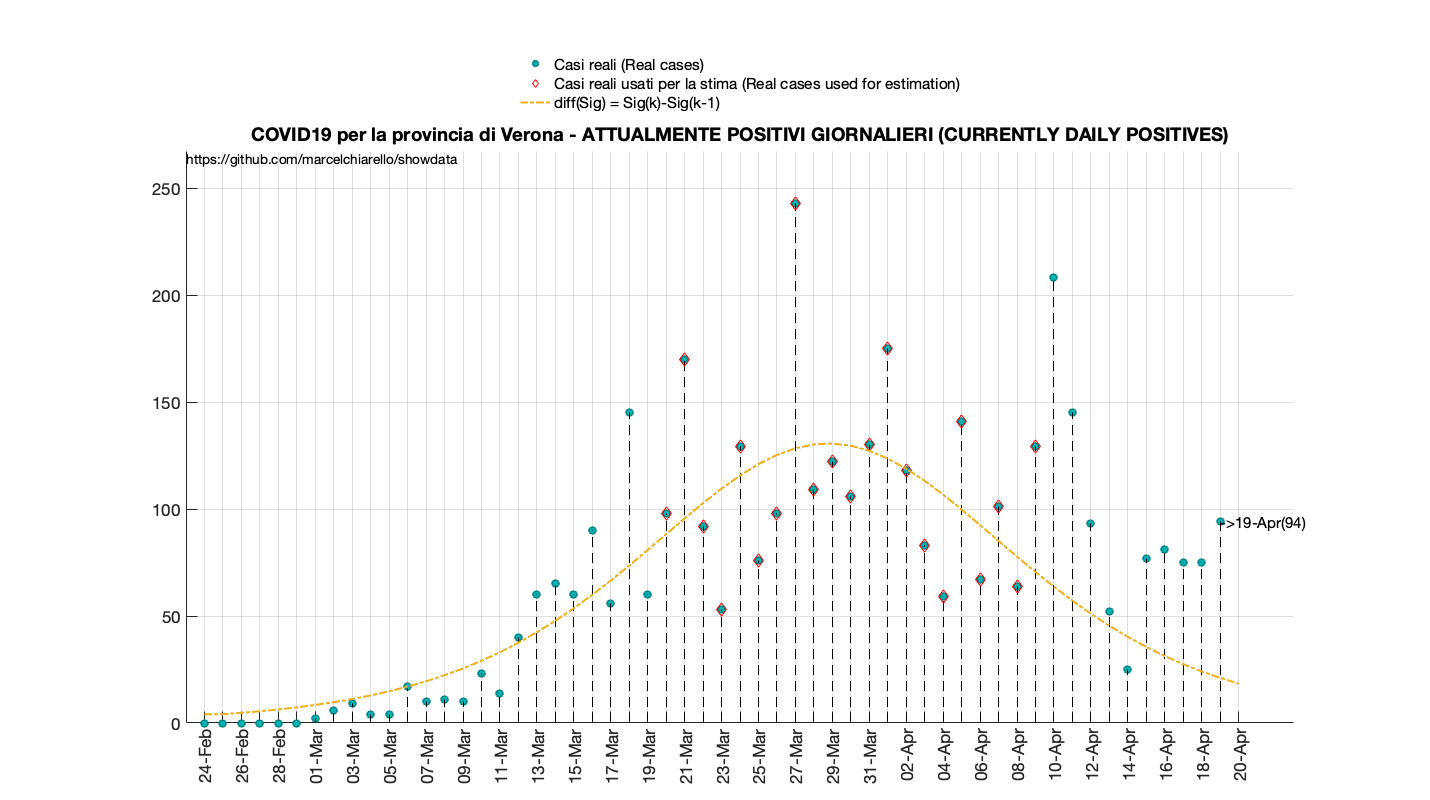 Casi reali (Real cases)
Casi reali usati per la stima (Real cases used for estimation)
diff(Sig) = Sig(k)-Sig(k-1)
COVID19 per la provincia di Verona - ATTUALMENTE POSITIVI GIORNALIERI (CURRENTLY DAILY POSITIVES)
https://github.com/marcelchiarello/showdata
250
200
150
100
50
0
->19-Apr(94)
24-Feb
26-Feb
28-Feb
01-Mar
03-Mar
05-Mar
07-Mar
09-Mar
11-Mar
13-Mar
15-Mar
17-Mar
19-Mar
21-Mar
23-Mar
25-Mar
27-Mar
29-Mar
31-Mar
02-Apr
04-Apr
06-Apr
08-Apr
10-Apr
12-Apr
14-Apr
16-Apr
18-Apr
20-Apr